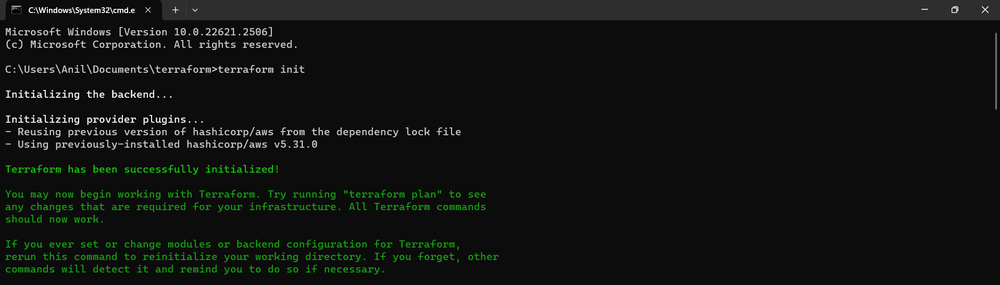 C:\Windows\System32\cmd.e
Microsoft Windows [Version 10.0.22621.2506]
(c) Microsoft Corporation. All rights reserved.
C:\Users\Anil\Documents\terraform>terraform init
Initializing the backend...
Initializing provider plugins...
- Reusing previous version of hashicorp/aws from the dependency lock file
- Using previously-installed hashicorp/aws v5.31.0
Terraform has been successfully initialized!
You may now begin working with Terraform. Try running "terraform plan" to see
any changes that are required for your infrastructure. All Terraform commands
should now work.
If you ever set or change modules or backend configuration for Terraform,
rerun this command to reinitialize your working directory. If you forget, other
commands will detect it and remind you to do so if necessary.